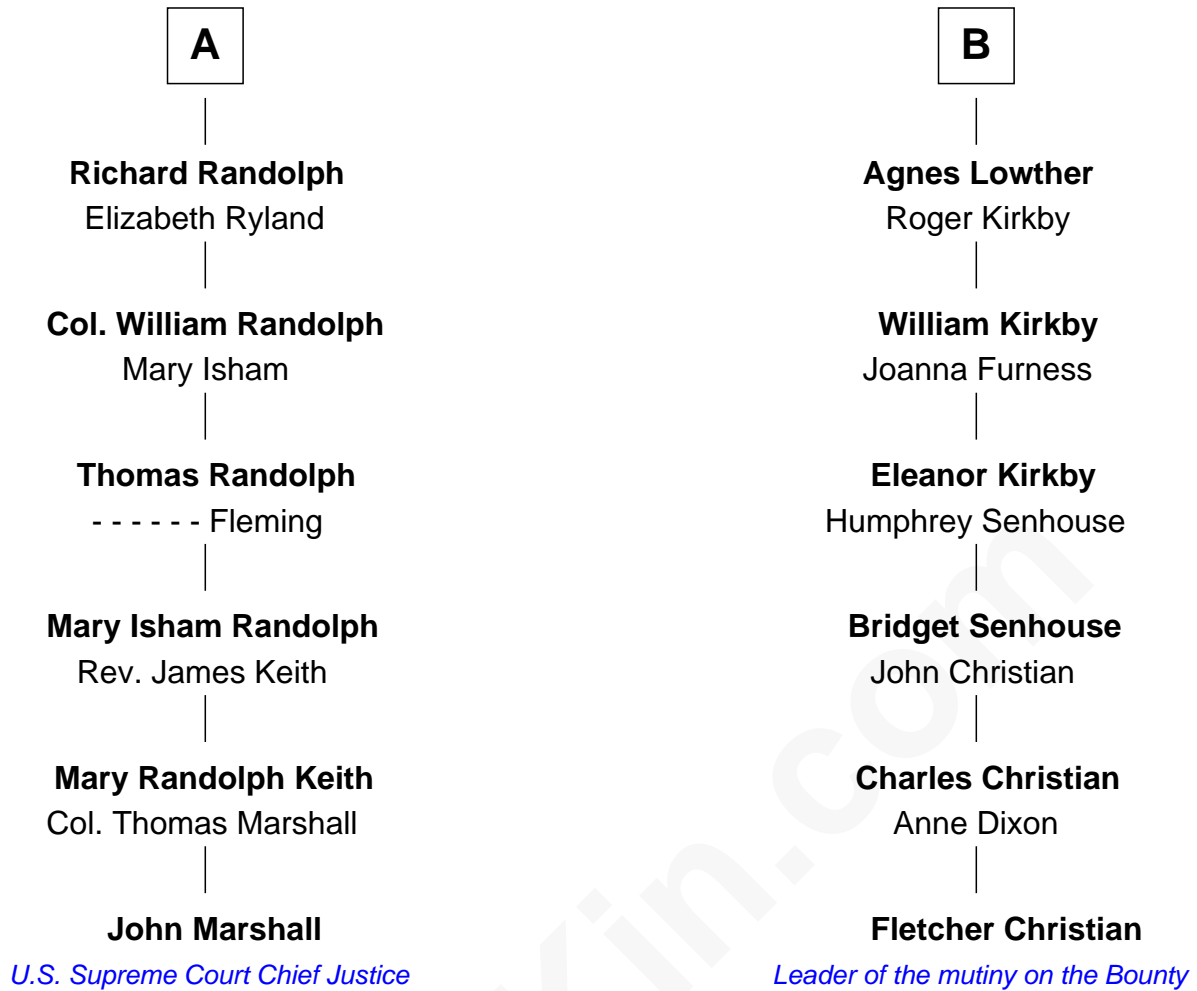 A
Richard Randolph
Elizabeth Ryland
Col. William Randolph
Mary Isham
Thomas Randolph
- - - - - - Fleming
Mary Isham Randolph
Rev. James Keith
Mary Randolph Keith
Col. Thomas Marshall
John Marshall
U.S. Supreme Court Chief Justice
B
Agnes Lowther
Roger Kirkby
William Kirkby
Joanna Furness
Eleanor Kirkby
Humphrey Senhouse
Bridget Senhouse
John Christian
Charles Christian
Anne Dixon
Fletcher Christian
Leader of the mutiny on the Bounty